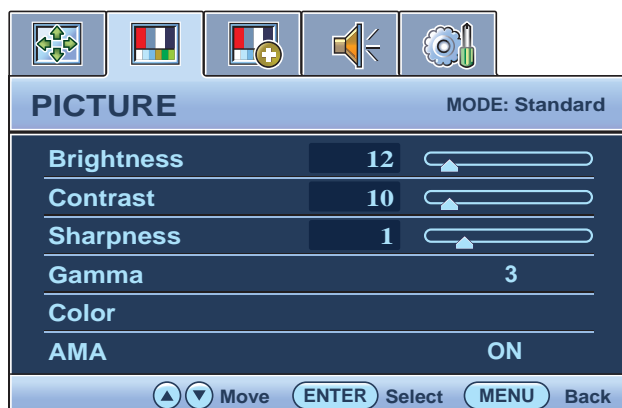 PICTURE MODE: Standard
Brightness 12
Contrast 10
Sharpness 1
Gamma 3
Color
AMA ON
Move ENTER Select MENU Back